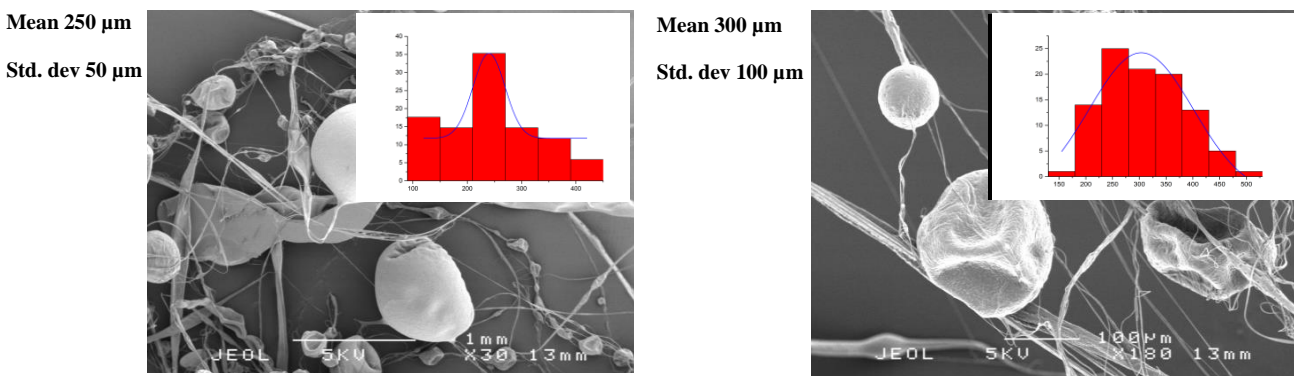 Mean 250 µm
Std. dev 50 µm
40
35
30
25
20
15
10
5
0
100 200 300 400
1mm
JEOL 5KV X30 13mm
Mean 300 µm
Std. dev 100 µm
25
20
15
10
5
0
150 200 250 300 350 400 450 500
100µm
JEOL 5KV X180 13mm